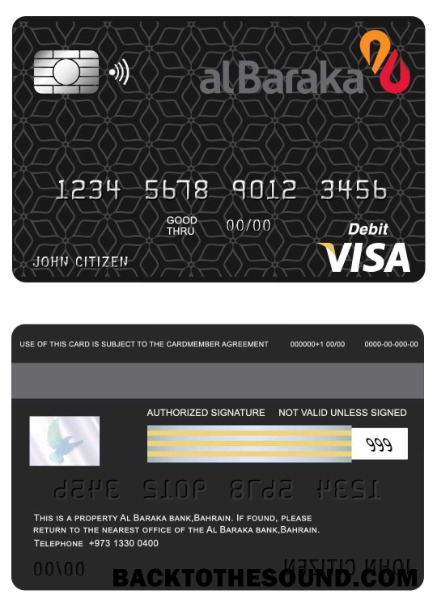 al Baraka
1234 5678 9012 3456
GOOD
THRU
00/00
Debit
JOHN CITIZEN
VISA
USE OF THIS CARD IS SUBJECT TO THE CARDMEMBER AGREEMENT 000000+1 00/00 0000-00-000-00
AUTHORIZED SIGNATURE NOT VALID UNLESS SIGNED
999
1234 5678 9012 3456
THIS IS A PROPERTY AL BARAKA BANK,BAHRAIN. IF FOUND, PLEASE
RETURN TO THE NEAREST OFFICE OF THE AL BARAKA BANK,BAHRAIN.
TELEPHONE +973 1330 0400
00/00
JOHN CITIZEN
BACKTOTHESOUND.COM